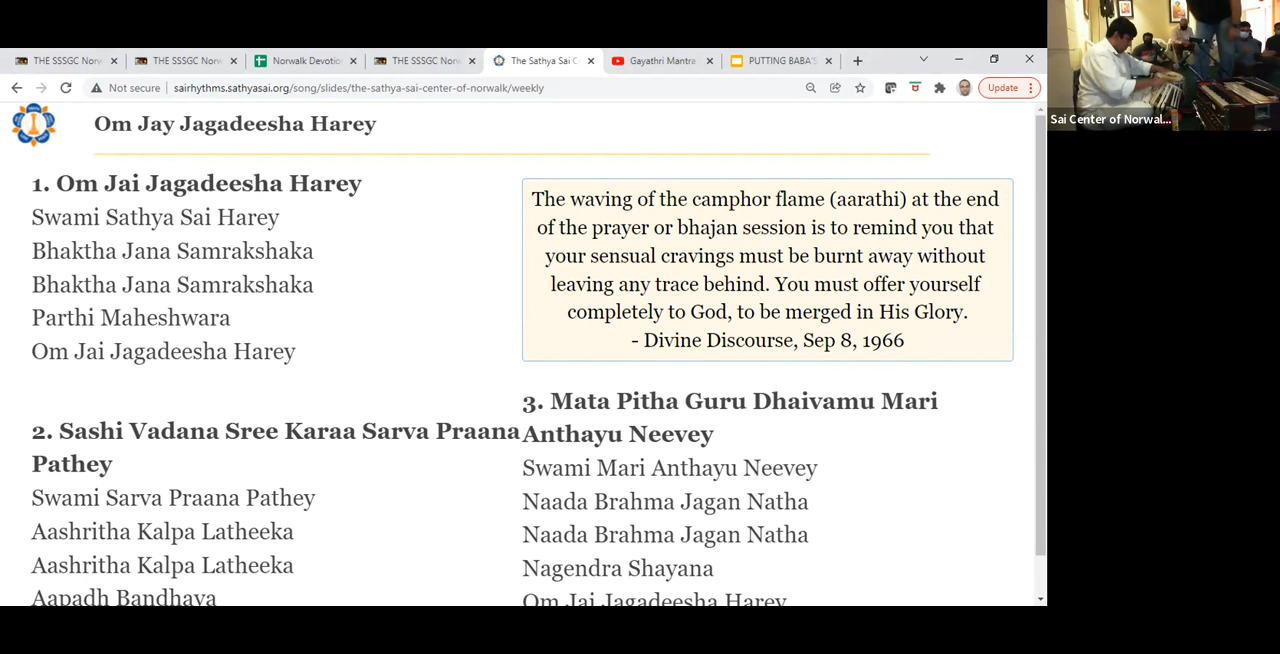 THE SSSGC Nor
THE SSSGC Norw
Norwalk Devotio
THE SSSGC Norw
The Sathya Sai C
Gayathri Mantra
PUTTING BABA'S
Not secure
sairhythms.sathyasai.org/song/slides/the-sathya-sai-center-of-norwalk/weekly
Update
Sai Center of Norwal...
Om Jay Jagadeesha Harey
1. Om Jai Jagadeesha Harey
Swami Sathya Sai Harey
Bhaktha Jana Samrakshaka
Bhaktha Jana Samrakshaka
Parthi Maheshwara
Om Jai Jagadeesha Harey
2. Sashi Vadana Sree Karaa Sarva Praana
Pathey
Swami Sarva Praana Pathey
Aashritha Kalpa Latheeka
Aashritha Kalpa Latheeka
Aapadh Bandhava
The waving of the camphor flame (aarathi) at the end
of the prayer or bhajan session is to remind you that
your sensual cravings must be burnt away without
leaving any trace behind. You must offer yourself
completely to God, to be merged in His Glory.
- Divine Discourse, Sep 8, 1966
3. Mata Pitha Guru Dhaivamu Mari
Anthayu Neevey
Swami Mari Anthayu Neevey
Naada Brahma Jagan Natha
Naada Brahma Jagan Natha
Nagendra Shayana
Om Jai Jagadeesha Harey